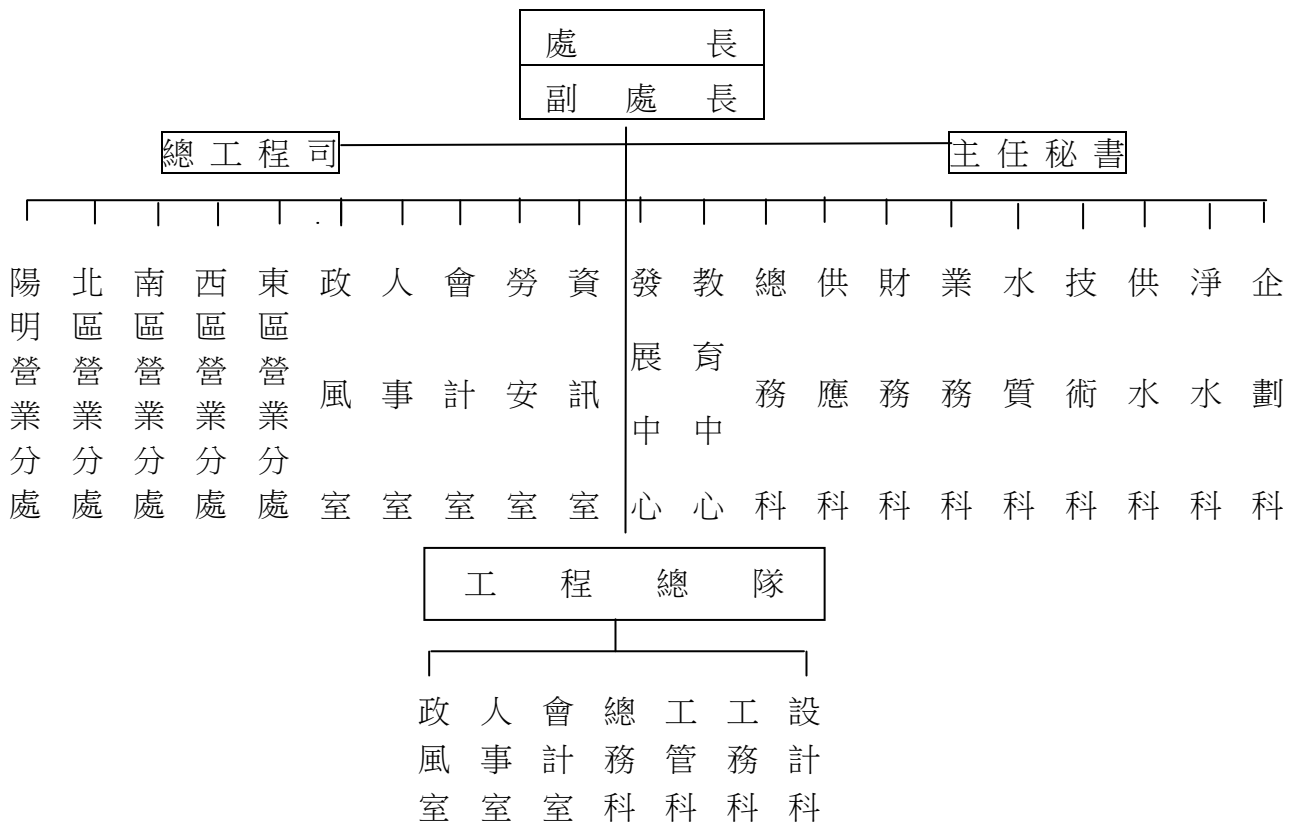 處長
副處長
總工程司
主任秘書
陽明營業分處
北區營業分處
南區營業分處
西區營業分處
東區營業分處
政風室
人事室
會計室
勞安室
資訊室
發展中心
教育中心
總務科
供應科
財務科
業務科
水質科
技術科
供水科
淨水科
企劃科
工程總隊
政風室
人事室
會計室
總務科
工管科
工務科
設計科